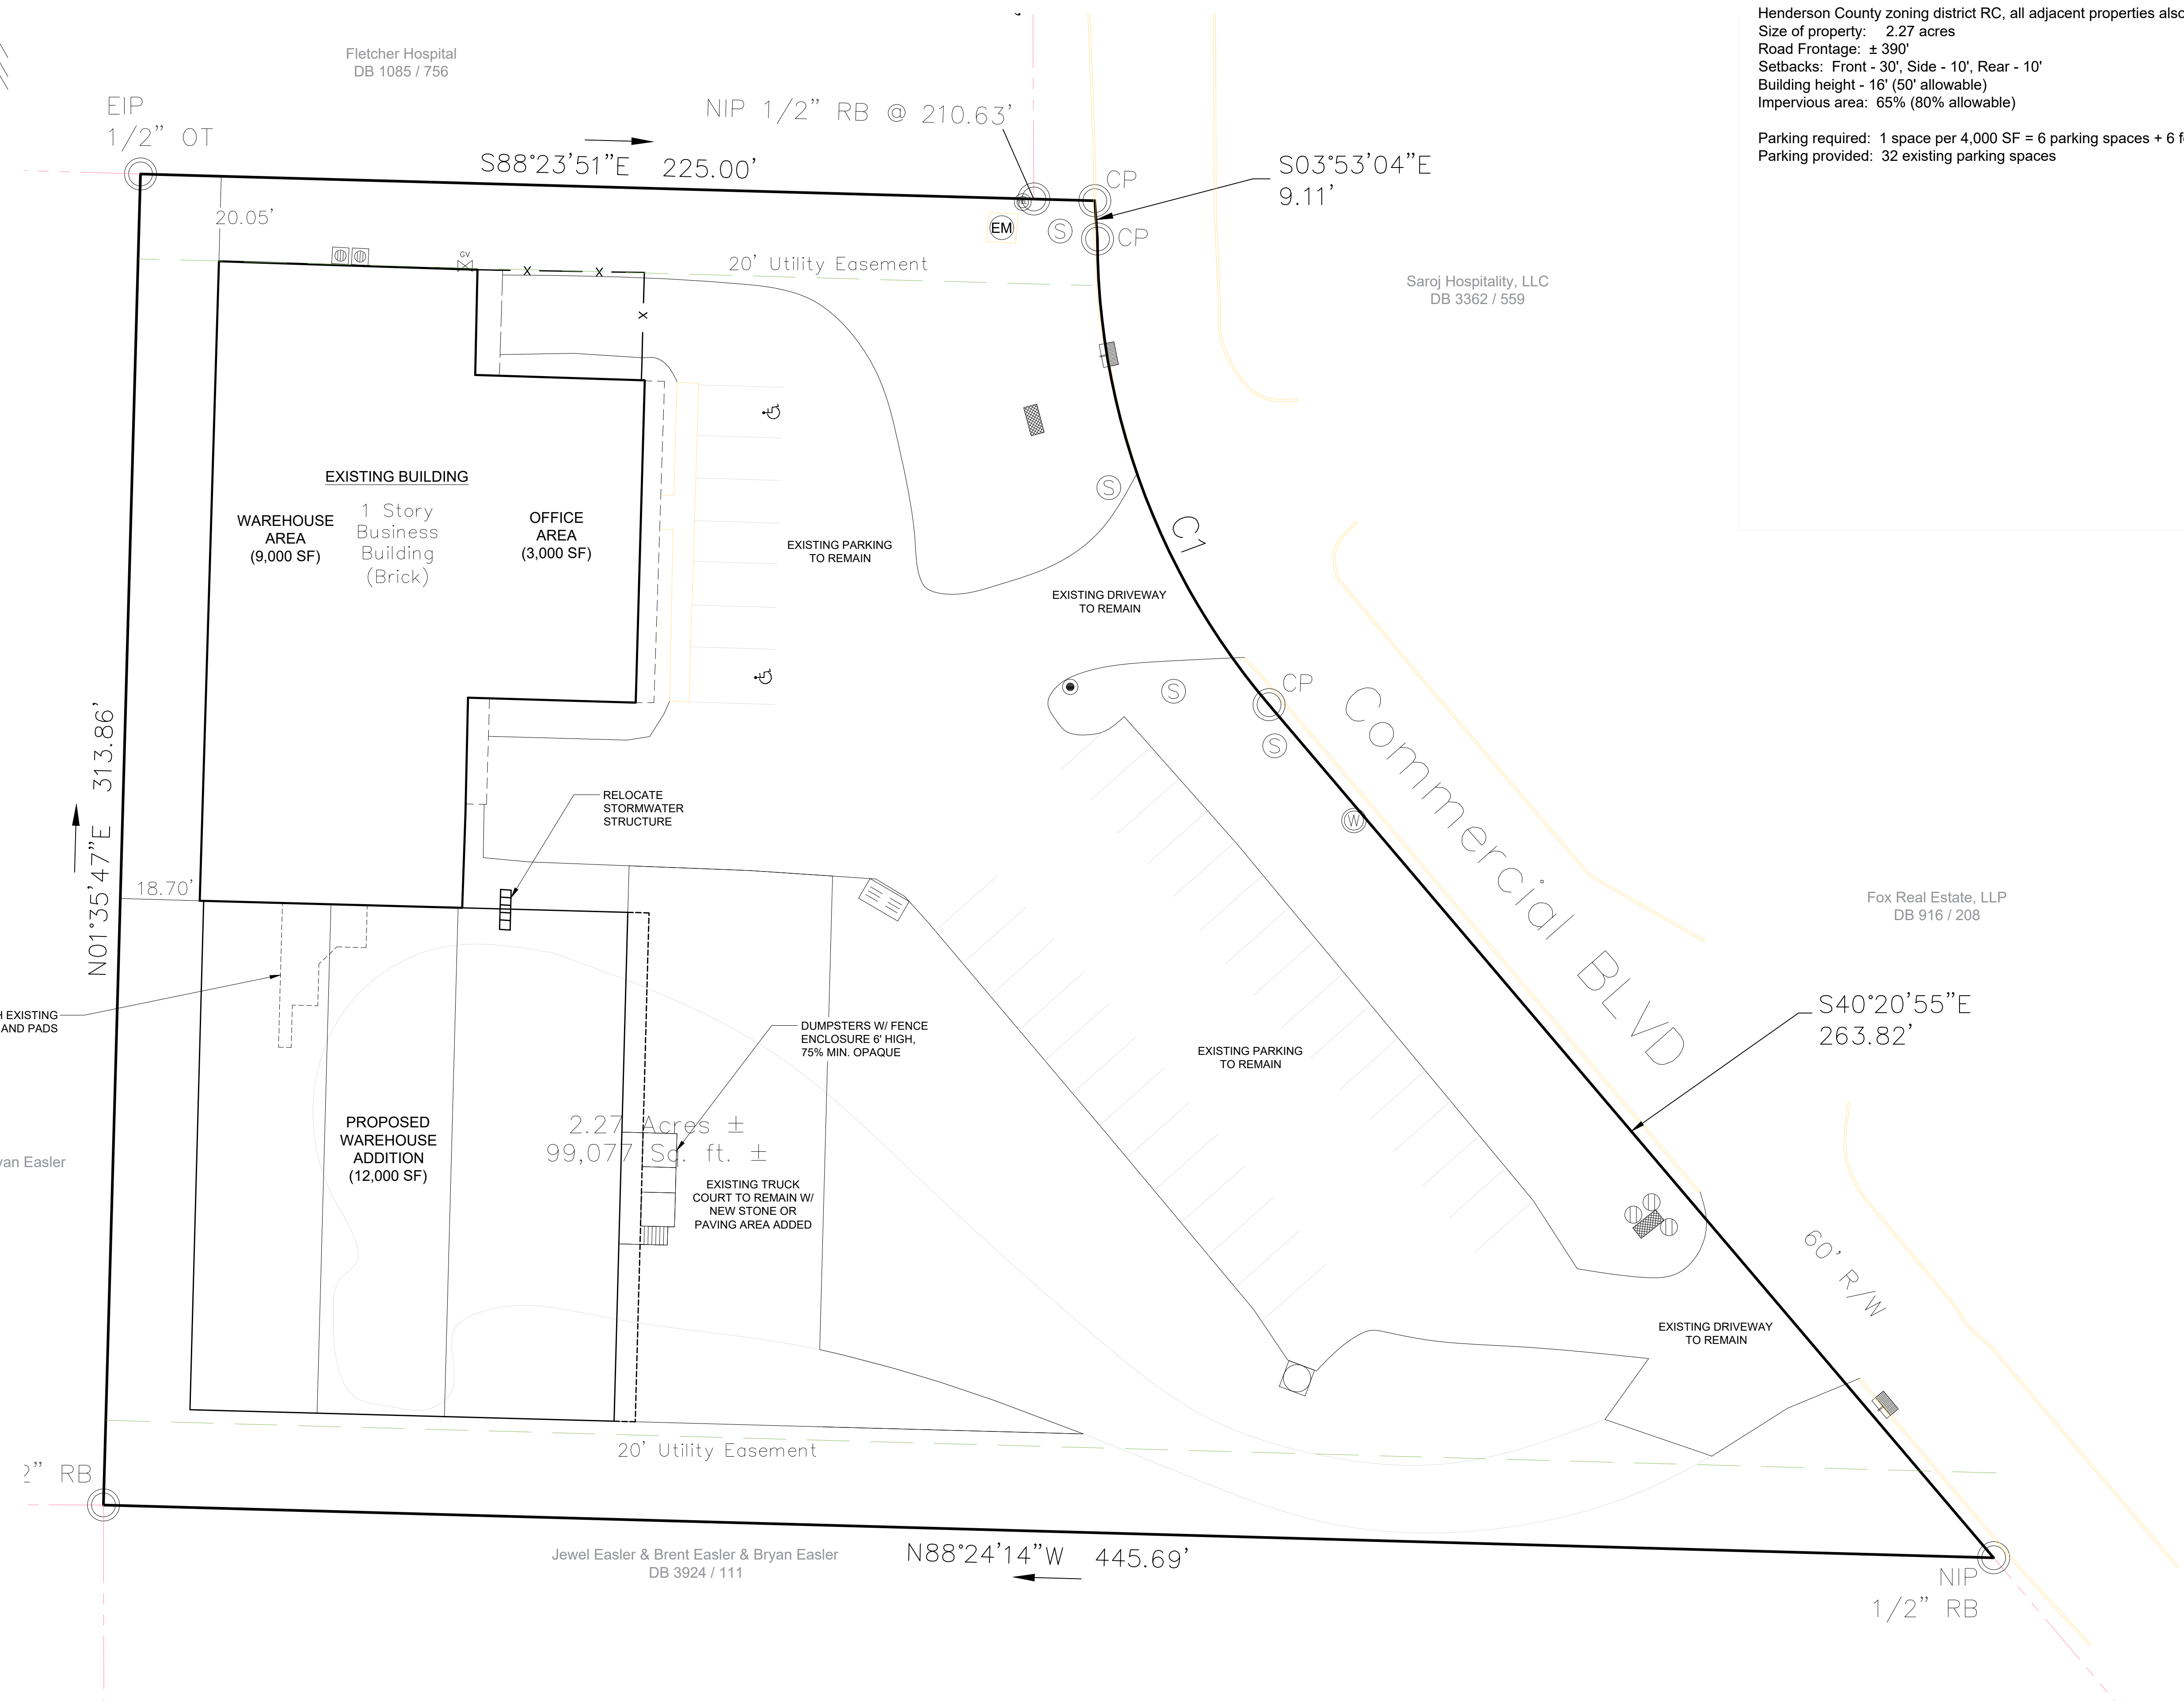 Henderson County zoning district RC, all adjacent properties also
Size of property: 2.27 acres
Road Frontage: ± 390'
Setbacks: Front - 30', Side - 10', Rear - 10'
Building height - 16' (50' allowable)
Impervious area: 65% (80% allowable)
Parking required: 1 space per 4,000 SF = 6 parking spaces + 6
Parking provided: 32 existing parking spaces
Fletcher Hospital
DB 1085 / 756
EIP
1/2" OT
NIP 1/2" RB @ 210.63'
S88°23'51"E 225.00'
S03°53'04"E
9.11'
CP
CP
20.05'
EM
S
GV
X
X
X
20' Utility Easement
Saroj Hospitality, LLC
DB 3362 / 559
EXISTING BUILDING
1 Story
Business
Building
(Brick)
WAREHOUSE
AREA
(9,000 SF)
OFFICE
AREA
(3,000 SF)
EXISTING PARKING
TO REMAIN
S
C1
EXISTING DRIVEWAY
TO REMAIN
CP
S
S
W
Commercial BLVD
N01°35'47"E 313.86'
RELOCATE
STORMWATER
STRUCTURE
18.70'
Fox Real Estate, LLP
DB 916 / 208
EXISTING
AND PADS
S40°20'55"E
263.82'
DUMPSTERS W/ FENCE
ENCLOSURE 6' HIGH,
75% MIN. OPAQUE
EXISTING PARKING
TO REMAIN
PROPOSED
WAREHOUSE
ADDITION
(12,000 SF)
2.27 Acres ±
99,077 Sq. ft. ±
Easler
EXISTING TRUCK
COURT TO REMAIN W/
NEW STONE OR
PAVING AREA ADDED
60' R/W
EXISTING DRIVEWAY
TO REMAIN
20' Utility Easement
2" RB
Jewel Easler & Brent Easler & Bryan Easler
DB 3924 / 111
N88°24'14"W 445.69'
NIP
1/2" RB